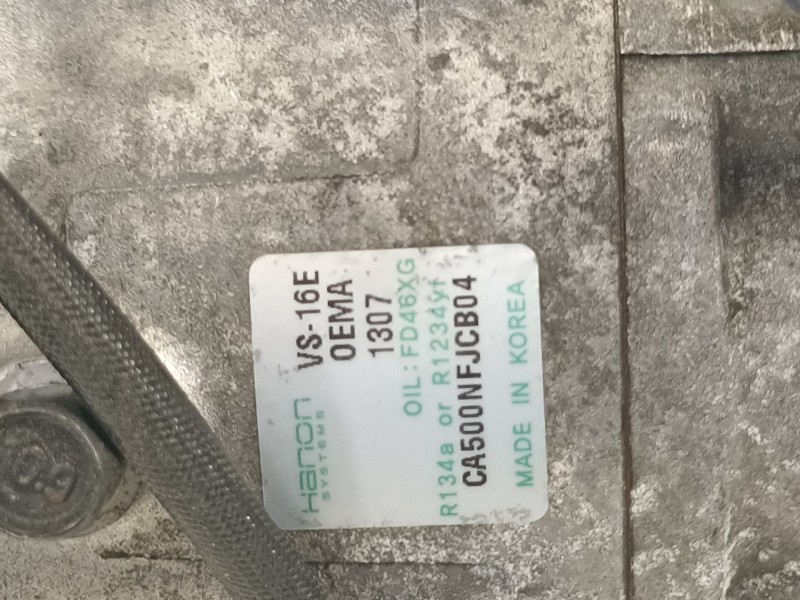 Hanon
SYSTEMS
VS-16E
OEMA
1307
OIL: FD46XG
R134a or R1234yf
CA500NFJCB04
MADE IN KOREA